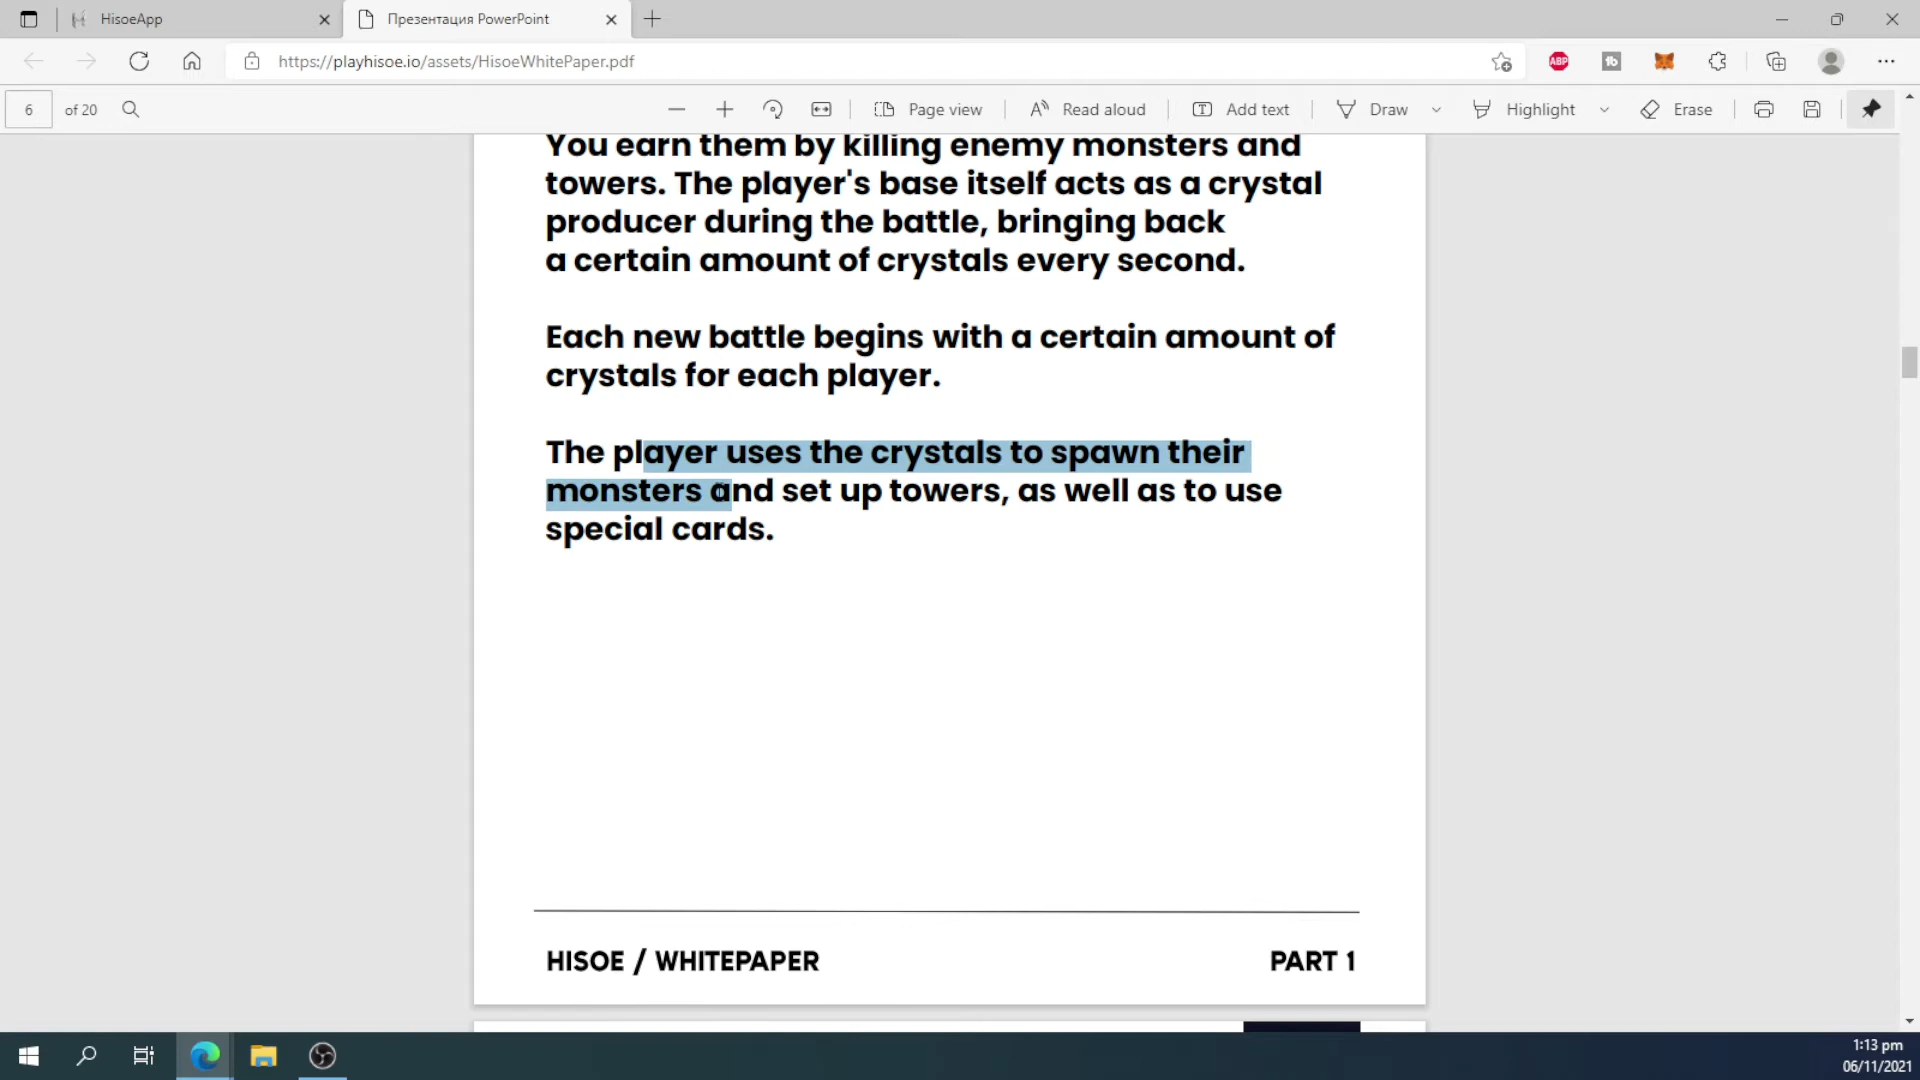 HisoeApp
Презентация PowerPoint
https://playhisoe.io/assets/HisoeWhitePaper.pdf
ABP
6 of 20
Page view
Read aloud
Add text
Draw
Highlight
Erase
You earn them by killing enemy monsters and
towers. The player's base itself acts as a crystal
producer during the battle, bringing back
a certain amount of crystals every second.
Each new battle begins with a certain amount of
crystals for each player.
The player uses the crystals to spawn their
monsters and set up towers, as well as to use
special cards.
HISOE / WHITEPAPER
PART 1
1:13 pm
06/11/2021